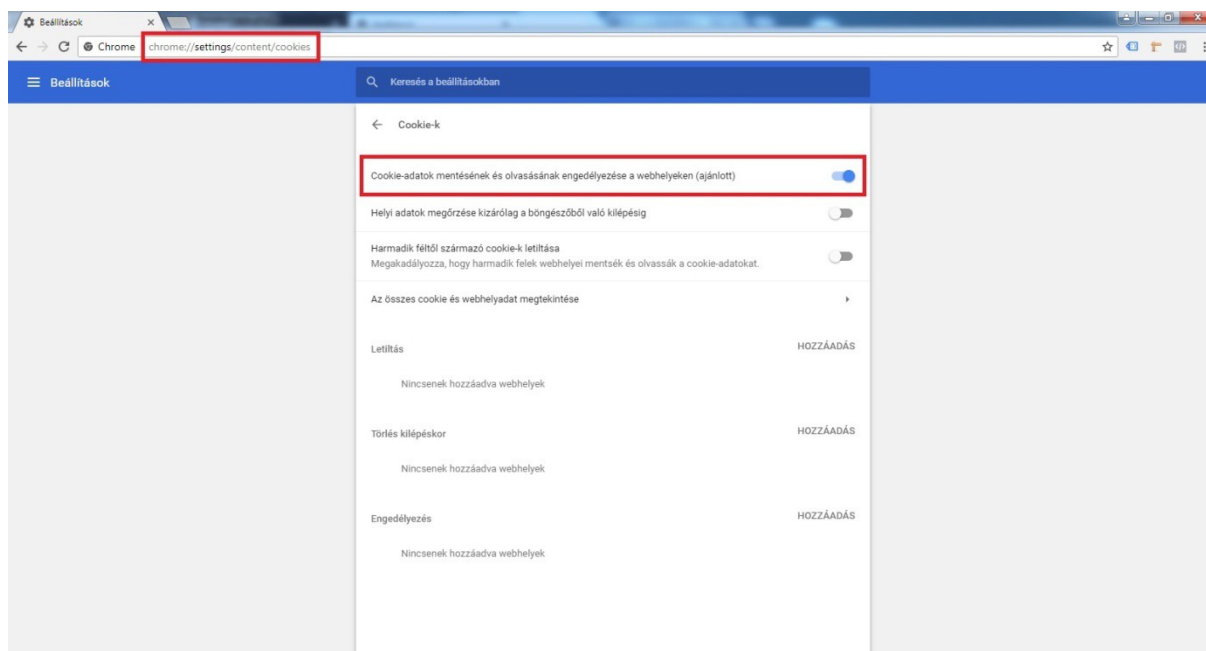 Beállítások
Chrome chrome://settings/content/cookies
Beállítások
Keresés a beállításokban
Cookie-k
Cookie-adatok mentésének és olvasásának engedélyezése a webhelyeken (ajánlott)
Helyi adatok megőrzése kizárólag a böngészőből való kilépésig
Harmadik féltől származó cookie-k letiltása
Megakadályozza, hogy harmadik felek webhelyei mentsék és olvassák a cookie-adatokat.
Az összes cookie és webhelyadat megtekintése
Letiltás HOZZÁADÁS
Nincsenek hozzáadva webhelyek
Törlés kilépéskor HOZZÁADÁS
Nincsenek hozzáadva webhelyek
Engedélyezés HOZZÁADÁS
Nincsenek hozzáadva webhelyek